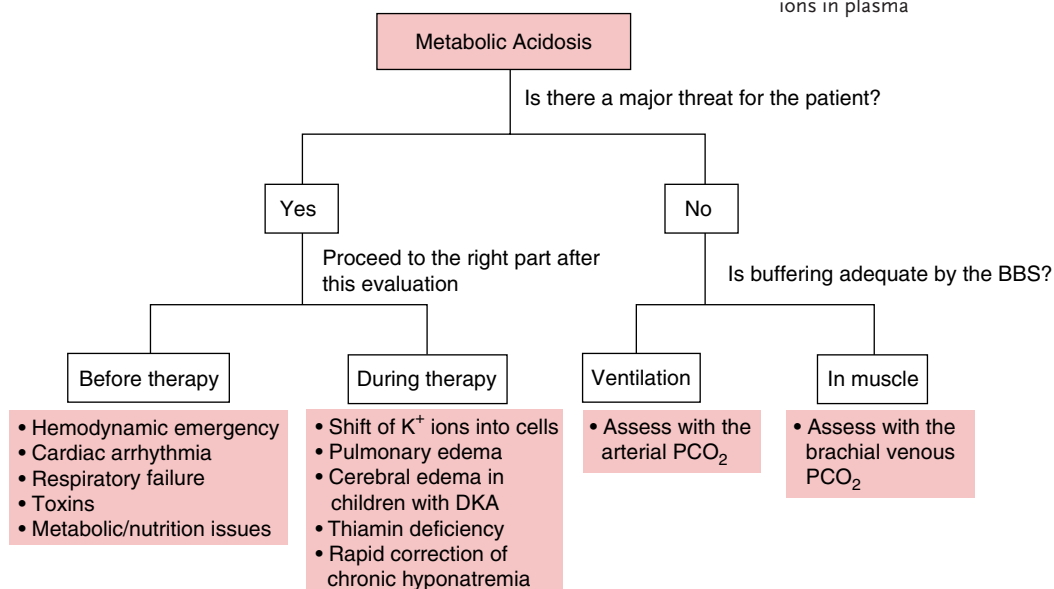 ions in plasma
Metabolic Acidosis
Is there a major threat for the patient?
Yes
No
Proceed to the right part after
this evaluation
Is buffering adequate by the BBS?
Before therapy
During therapy
Ventilation
In muscle
• Hemodynamic emergency
• Cardiac arrhythmia
• Respiratory failure
• Toxins
• Metabolic/nutrition issues
• Shift of K⁺ ions into cells
• Pulmonary edema
• Cerebral edema in
children with DKA
• Thiamin deficiency
• Rapid correction of
chronic hyponatremia
• Assess with the
arterial PCO₂
• Assess with the
brachial venous
PCO₂